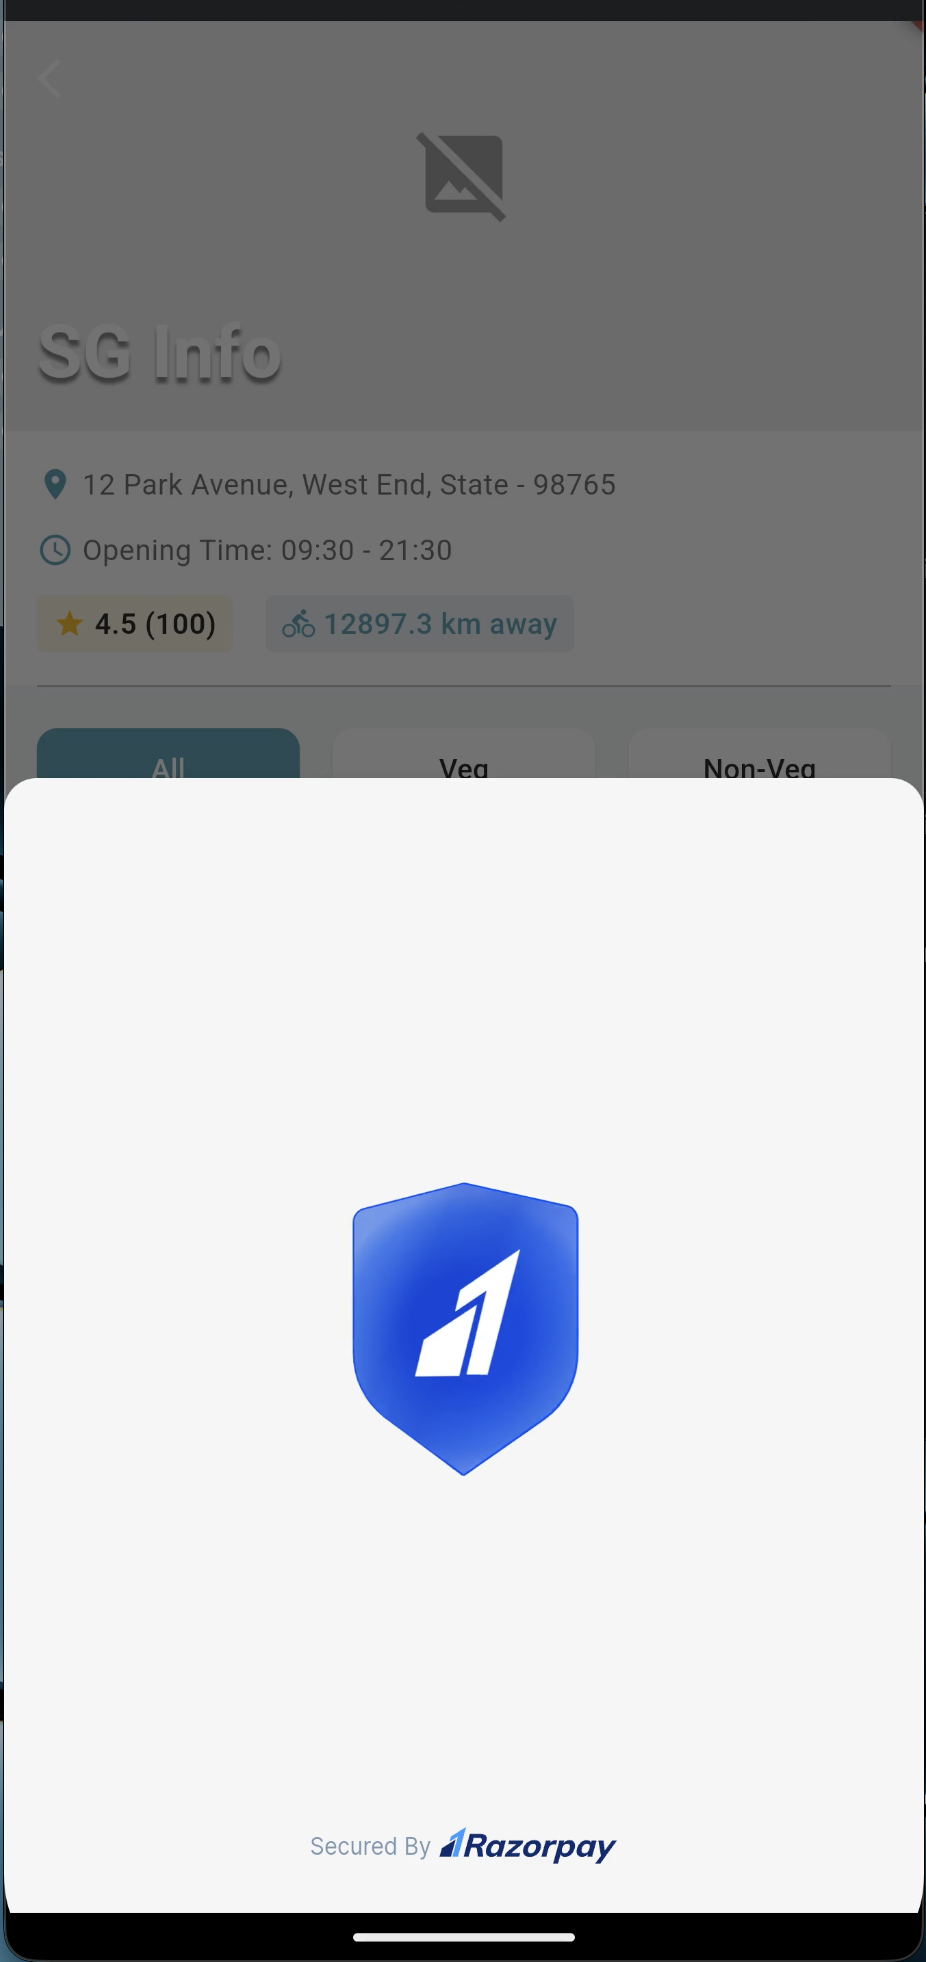 SG Info
12 Park Avenue, West End, State - 98765
Opening Time: 09:30 - 21:30
4.5 (100) 12897.3 km away
All Veg Non-Veg
Secured By Razorpay